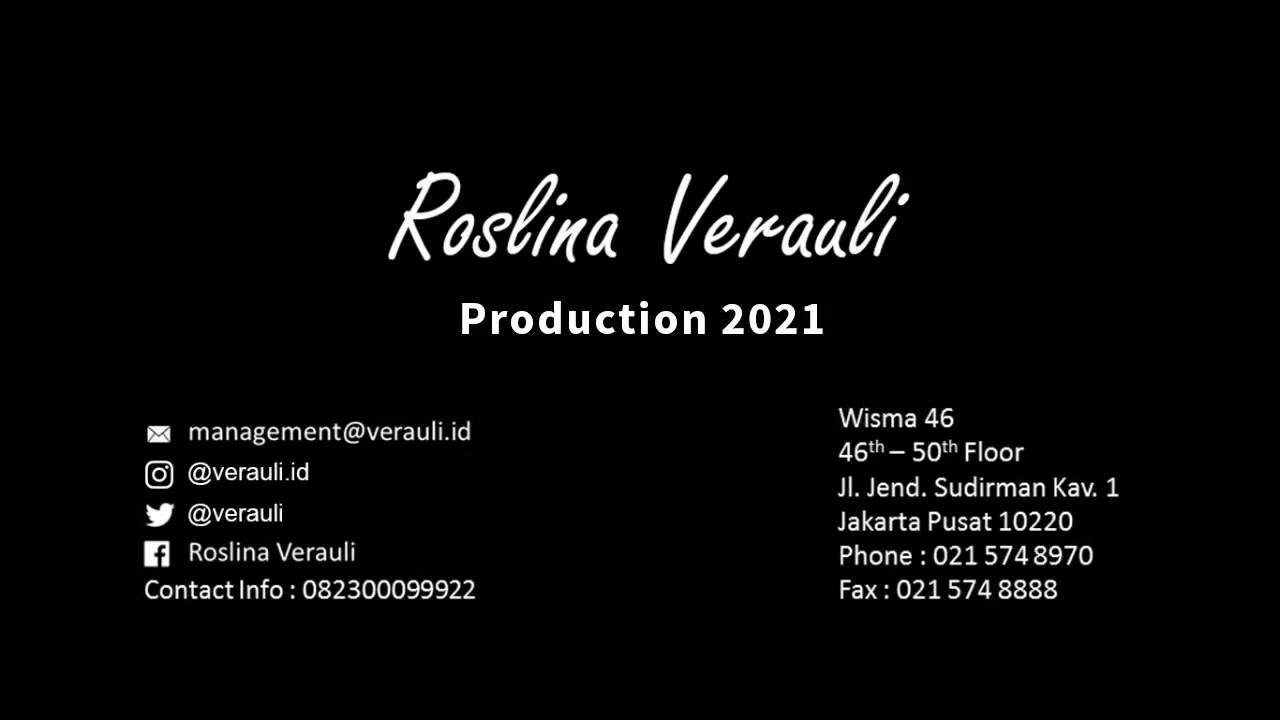 Roslina Verauli
Production 2021
management@verauli.id
@verauli.id
@verauli
Roslina Verauli
Contact Info : 082300099922
Wisma 46
46th – 50th Floor
Jl. Jend. Sudirman Kav. 1
Jakarta Pusat 10220
Phone : 021 574 8970
Fax : 021 574 8888